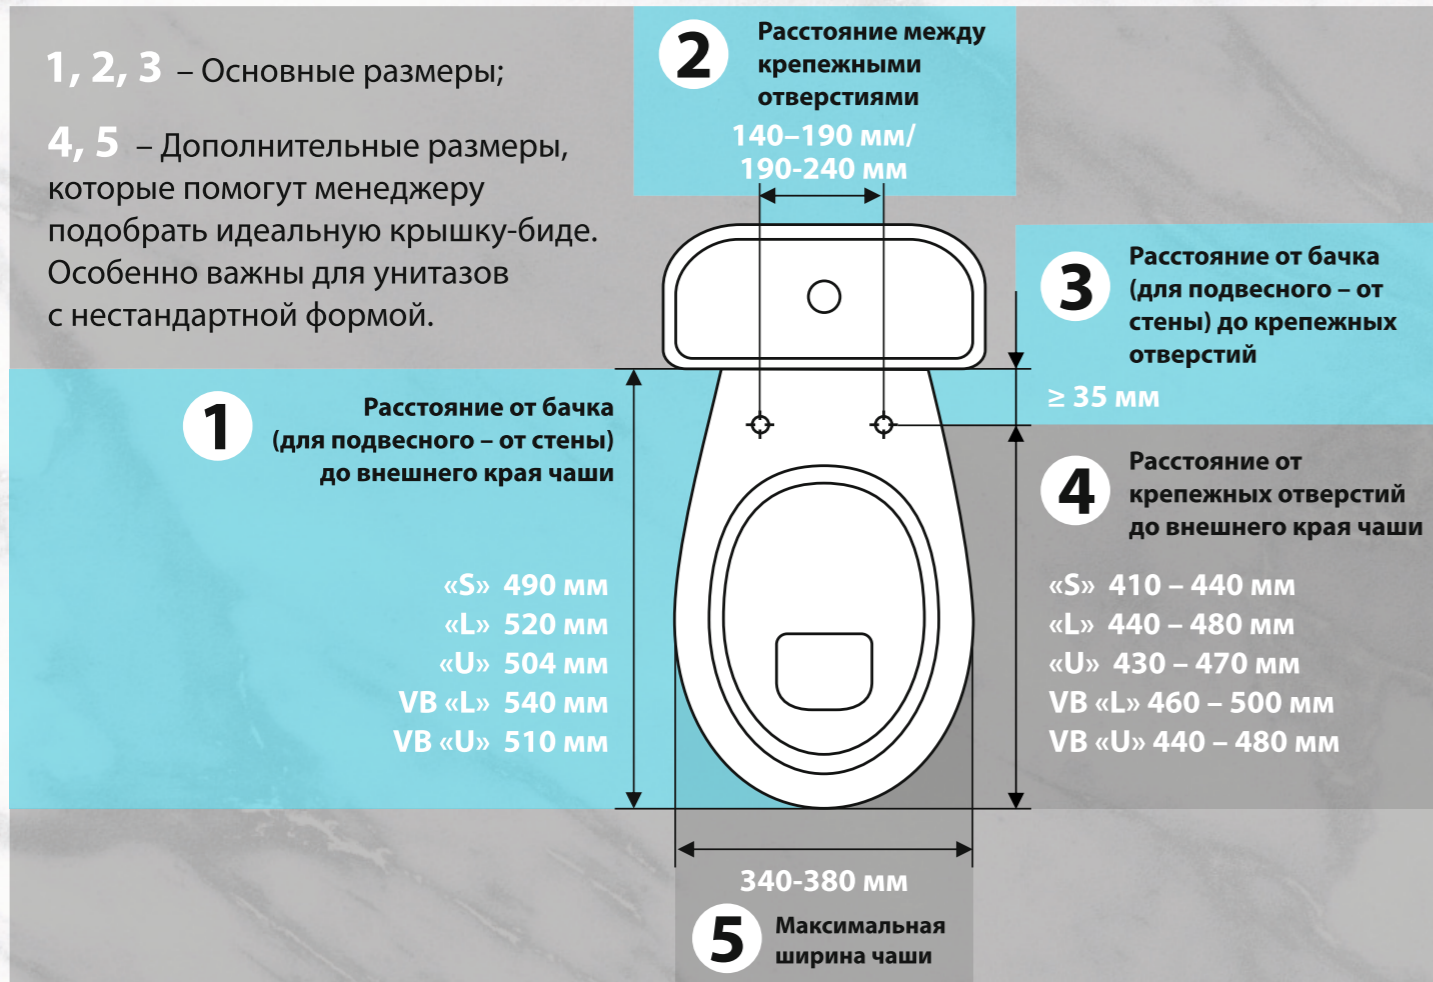 1, 2, 3 – Основные размеры;
4, 5 – Дополнительные размеры,
которые помогут менеджеру
подобрать идеальную крышку-биде.
Особенно важны для унитазов
с нестандартной формой.
2
Расстояние между
крепежными
отверстиями
140–190 мм/
190-240 мм
3
Расстояние от бачка
(для подвесного – от
стены) до крепежных
отверстий
≥ 35 мм
1
Расстояние от бачка
(для подвесного – от стены)
до внешнего края чаши
«S» 490 мм
«L» 520 мм
«U» 504 мм
VB «L» 540 мм
VB «U» 510 мм
4
Расстояние от
крепежных отверстий
до внешнего края чаши
«S» 410 – 440 мм
«L» 440 – 480 мм
«U» 430 – 470 мм
VB «L» 460 – 500 мм
VB «U» 440 – 480 мм
340-380 мм
5
Максимальная
ширина чаши